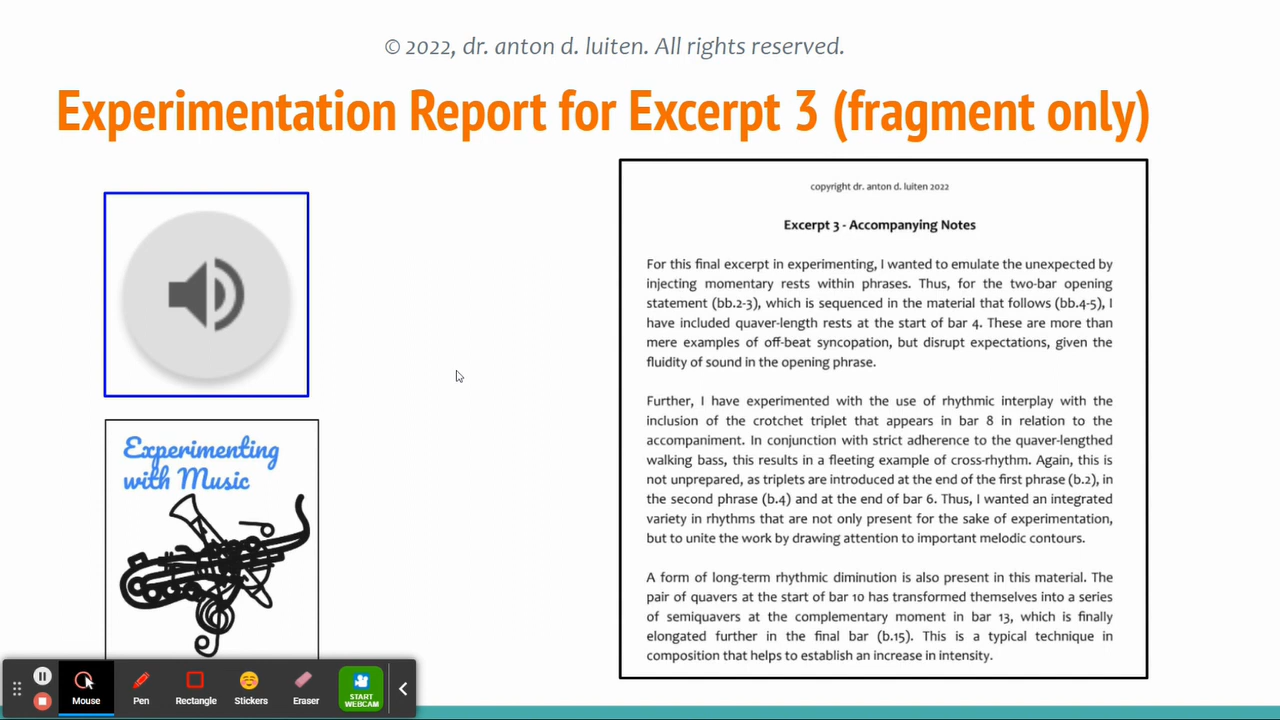 © 2022, dr. anton d. luiten. All rights reserved.
Experimentation Report for Excerpt 3 (fragment only)
copyright dr. anton d. luiten 2022
Excerpt 3 - Accompanying Notes
For this final excerpt in experimenting, I wanted to emulate the unexpected by
injecting momentary rests within phrases. Thus, for the two-bar opening
statement (bb.2-3), which is sequenced in the material that follows (bb.4-5), I
have included quaver-length rests at the start of bar 4. These are more than
mere examples of off-beat syncopation, but disrupt expectations, given the
fluidity of sound in the opening phrase.
Further, I have experimented with the use of rhythmic interplay with the
inclusion of the crotchet triplet that appears in bar 8 in relation to the
accompaniment. In conjunction with strict adherence to the quaver-lengthed
walking bass, this results in a fleeting example of cross-rhythm. Again, this is
not unprepared, as triplets are introduced at the end of the first phrase (b.2), in
the second phrase (b.4) and at the end of bar 6. Thus, I wanted an integrated
variety in rhythms that are not only present for the sake of experimentation,
but to unite the work by drawing attention to important melodic contours.
A form of long-term rhythmic diminution is also present in this material. The
pair of quavers at the start of bar 10 has transformed themselves into a series
of semiquavers at the complementary moment in bar 13, which is finally
elongated further in the final bar (b.15). This is a typical technique in
composition that helps to establish an increase in intensity.
Experimenting
with Music
Mouse
Pen
Rectangle
Stickers
Eraser
START
WEBCAM